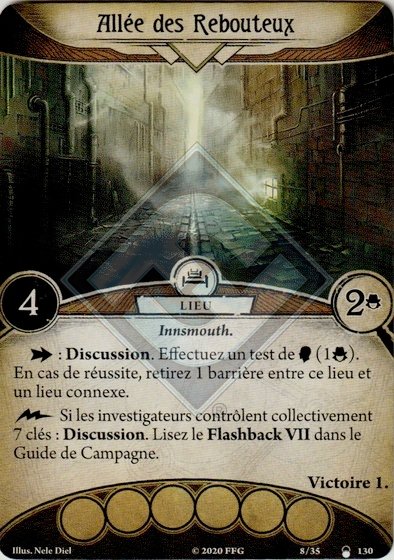 Allée des Rebouteux
4
LIEU
2
Innsmouth.
: Discussion. Effectuez un test de (1).
En cas de réussite, retirez 1 barrière entre ce lieu et
un lieu connexe.
Si les investigateurs contrôlent collectivement
7 clés : Discussion. Lisez le Flashback VII dans le
Guide de Campagne.
Victoire 1.
Illus. Nele Diel
© 2020 FFG
8/35
130